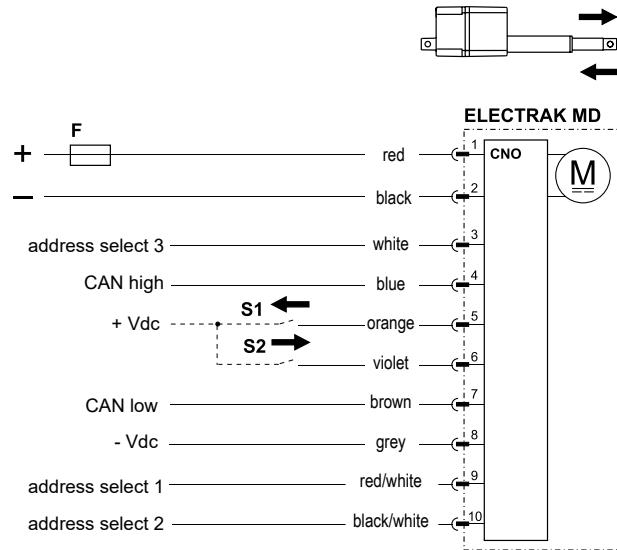 ELECTRAK MD
F
+ red 1 CNO M
− black 2
address select 3 white 3
CAN high blue 4
S1
+ Vdc orange 5
S2
violet 6
CAN low brown 7
- Vdc grey 8
address select 1 red/white 9
address select 2 black/white 10